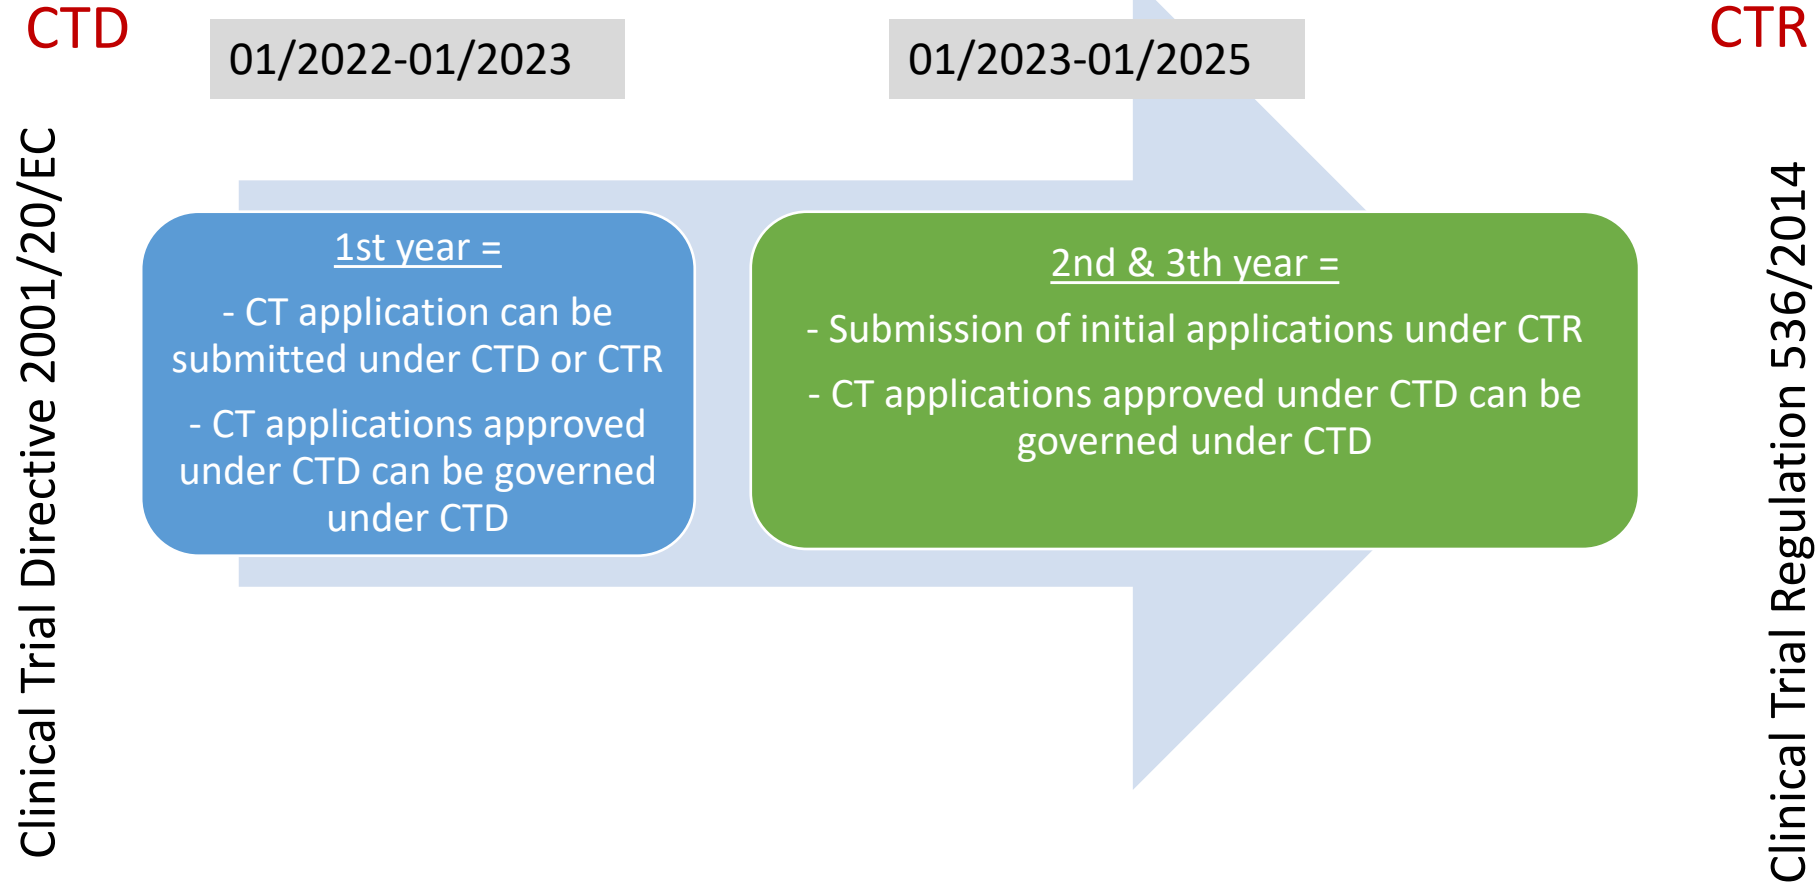 CTD
01/2022-01/2023
01/2023-01/2025
CTR
Clinical Trial Directive 2001/20/EC
1st year =
- CT application can be
submitted under CTD or CTR
- CT applications approved
under CTD can be governed
under CTD
2nd & 3th year =
- Submission of initial applications under CTR
- CT applications approved under CTD can be
governed under CTD
Clinical Trial Regulation 536/2014